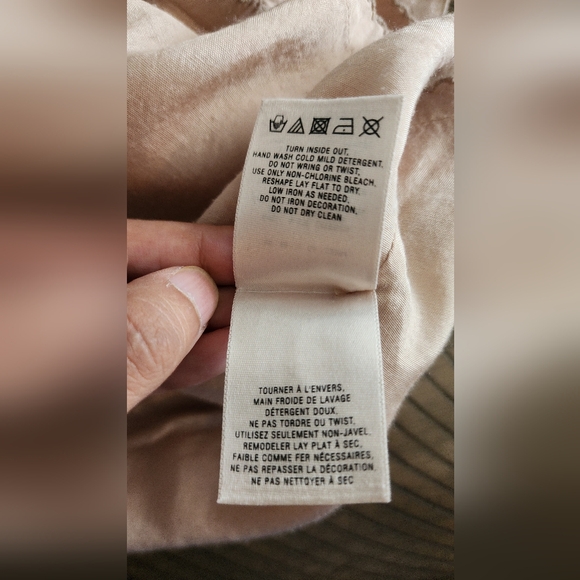 TURN INSIDE OUT,
HAND WASH COLD MILD DETERGENT,
DO NOT WRING OR TWIST,
USE ONLY NON-CHLORINE BLEACH,
RESHAPE LAY FLAT TO DRY,
LOW IRON AS NEEDED,
DO NOT IRON DECORATION,
DO NOT DRY CLEAN
TOURNER À L'ENVERS,
MAIN FROIDE DE LAVAGE
DÉTERGENT DOUX,
NE PAS TORDRE OU TWIST,
UTILISEZ SEULEMENT NON-JAVEL,
REMODELER LAY PLAT À SEC,
FAIBLE COMME FER NÉCESSAIRES,
NE PAS REPASSER LA DÉCORATION,
NE PAS NETTOYER À SEC